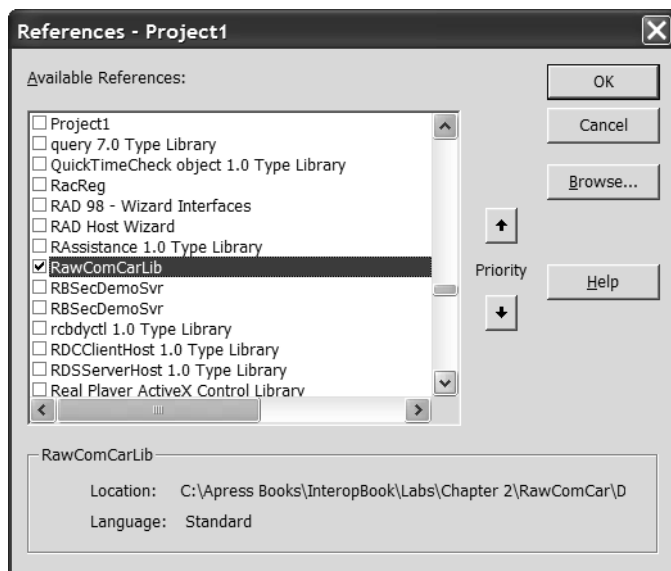 References - Project1
Available References:
Project1
query 7.0 Type Library
QuickTimeCheck object 1.0 Type Library
RacReg
RAD 98 - Wizard Interfaces
RAD Host Wizard
RAssistance 1.0 Type Library
RawComCarLib
RBSecDemoSvr
RBSecDemoSvr
rcbdyctl 1.0 Type Library
RDCClientHost 1.0 Type Library
RDSServerHost 1.0 Type Library
Real Player ActiveX Control Library
OK
Cancel
Browse...
Priority
Help
RawComCarLib
Location: C:\Apress Books\InteropBook\Labs\Chapter 2\RawComCar\D
Language: Standard